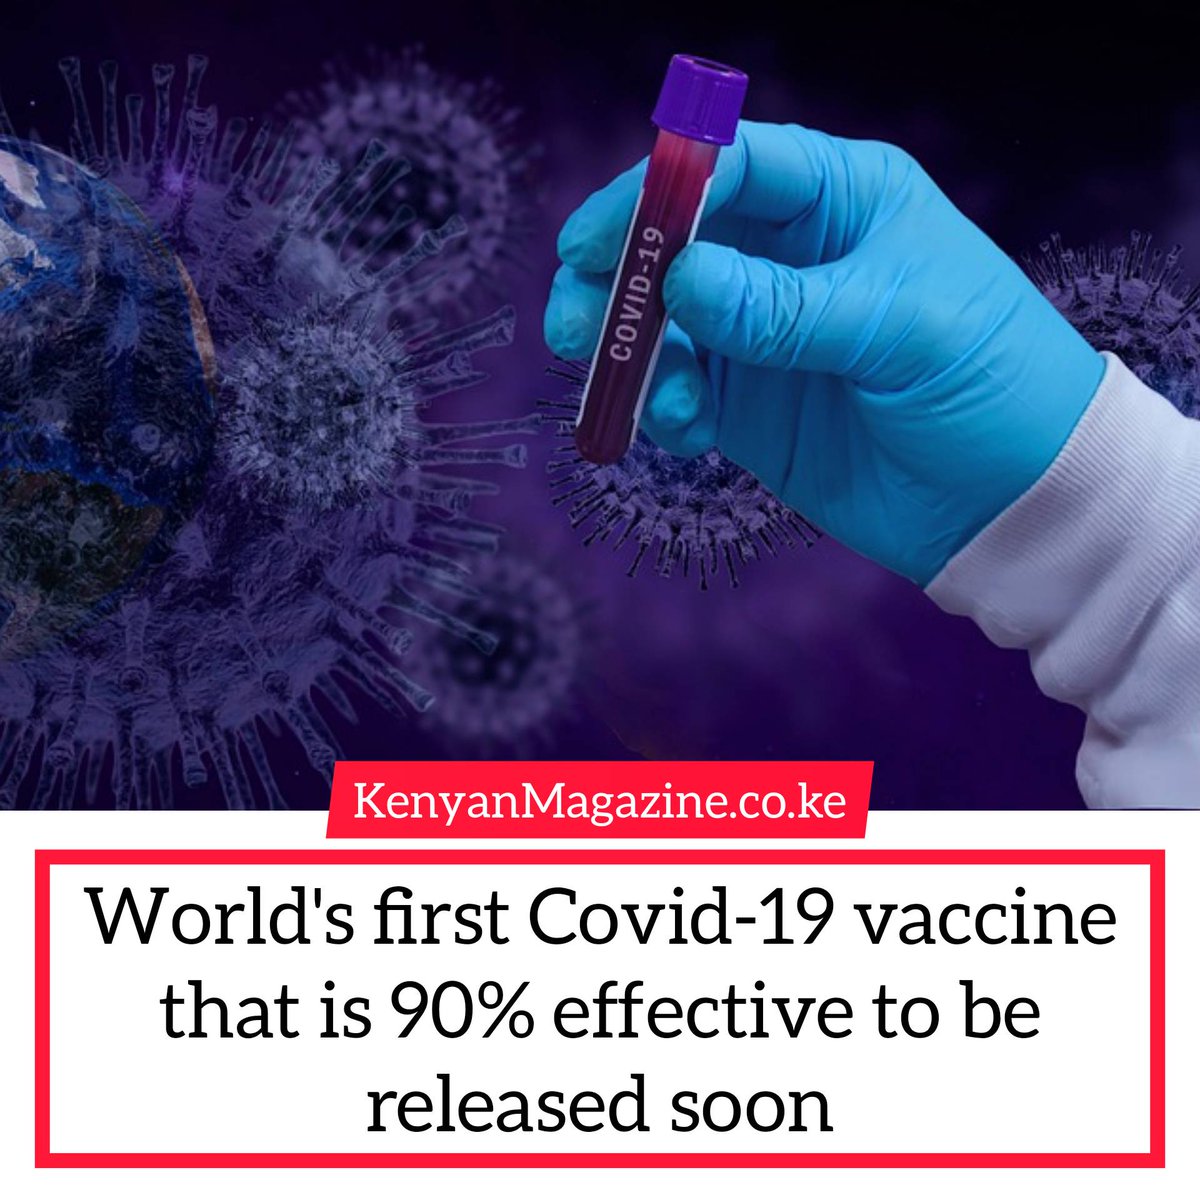 COVID-19
KenyanMagazine.co.ke
World's first Covid-19 vaccine
that is 90% effective to be
released soon